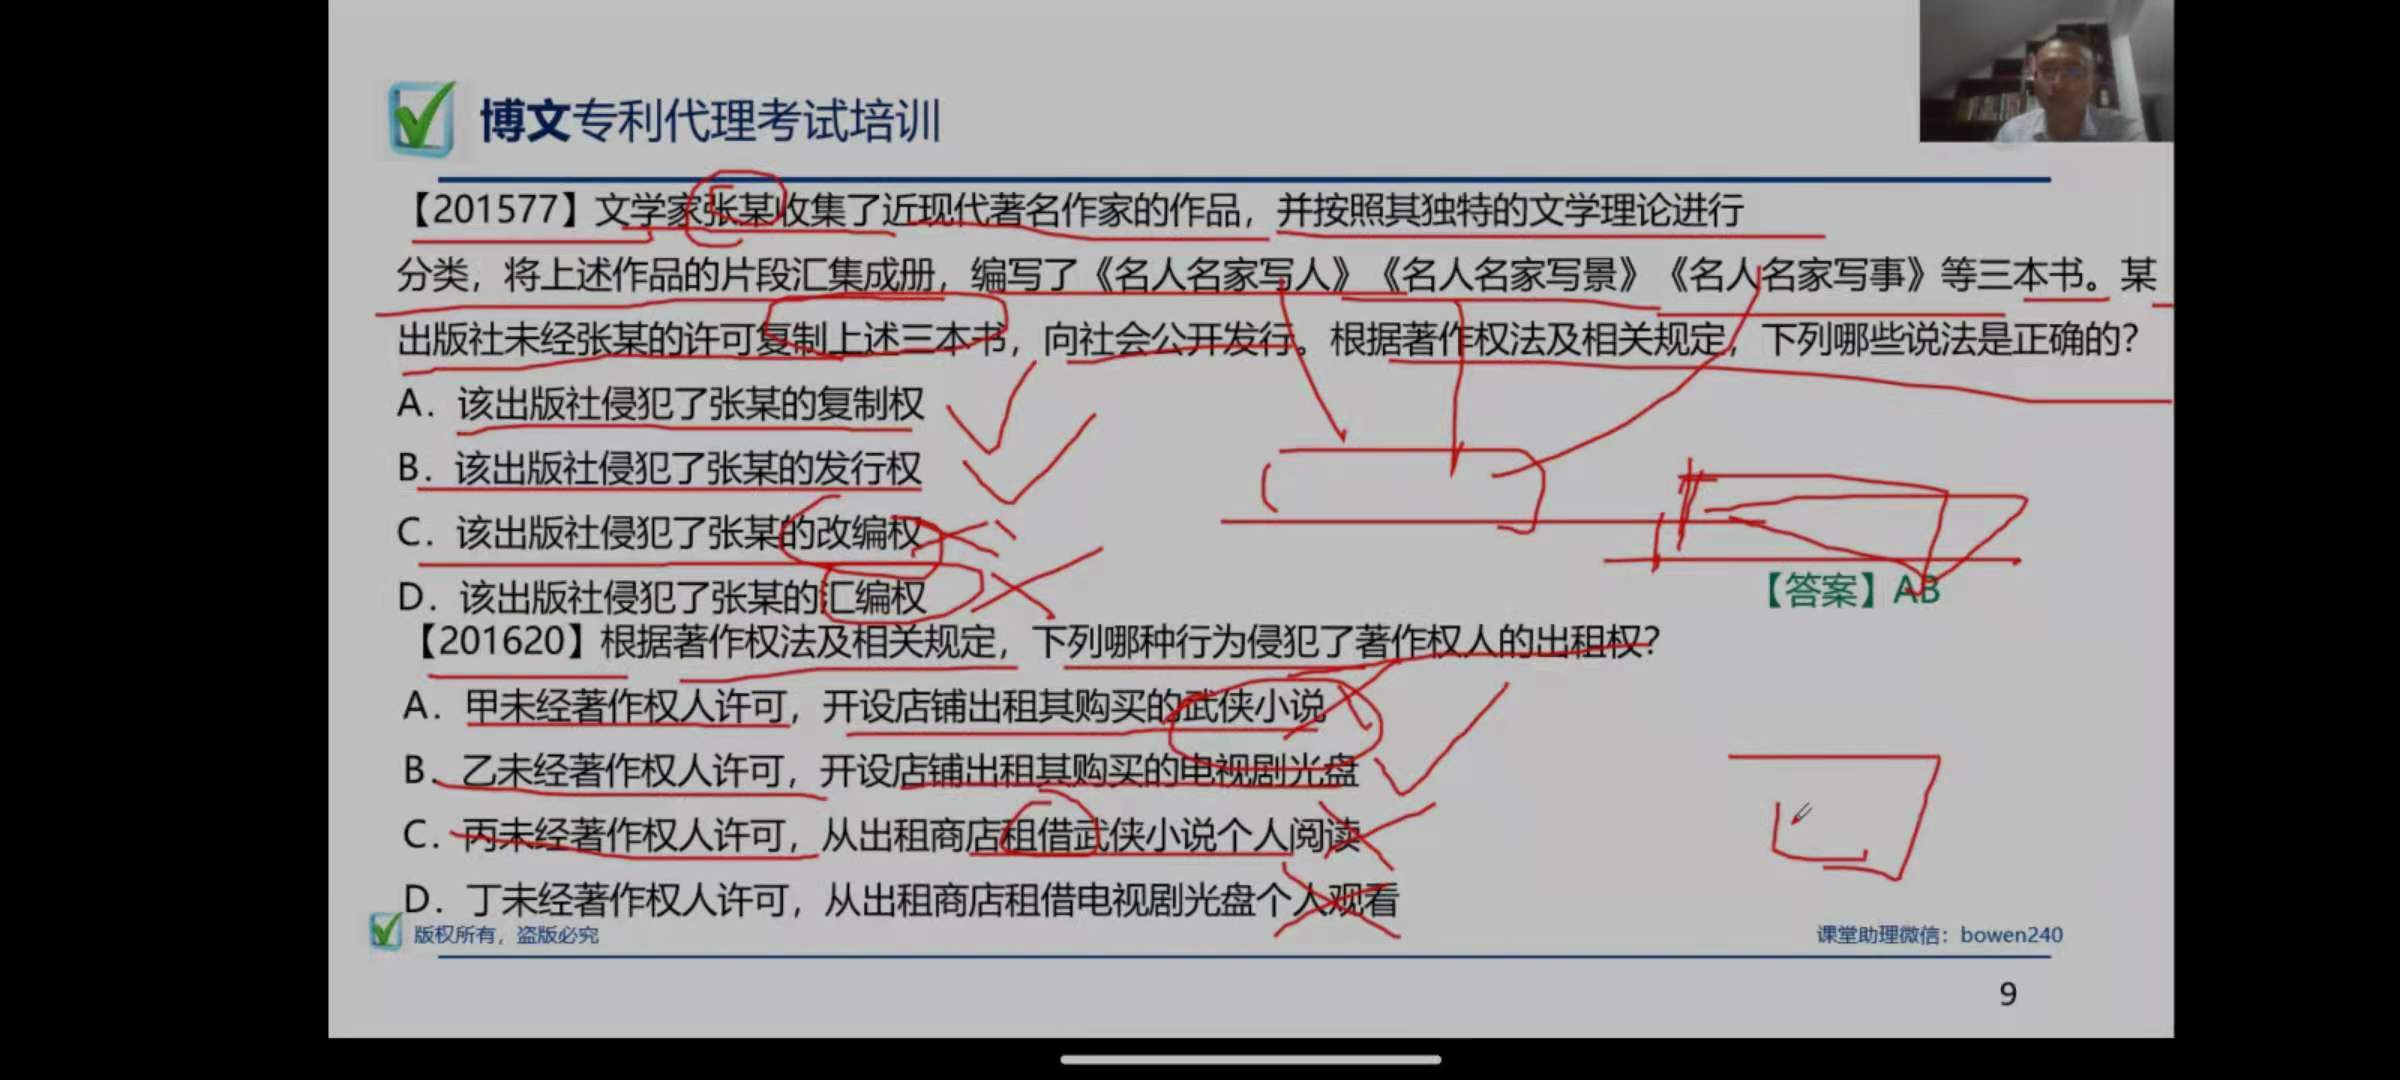 博文专利代理考试培训
【201577】文学家张某收集了近现代著名作家的作品，并按照其独特的文学理论进行
分类，将上述作品的片段汇集成册，编写了《名人名家写人》《名人名家写景》《名人名家写事》等三本书。某
出版社未经张某的许可复制上述三本书，向社会公开发行。根据著作权法及相关规定，下列哪些说法是正确的？
A．该出版社侵犯了张某的复制权
B．该出版社侵犯了张某的发行权
C．该出版社侵犯了张某的改编权
D．该出版社侵犯了张某的汇编权
【答案】AB
【201620】根据著作权法及相关规定，下列哪种行为侵犯了著作权人的出租权？
A．甲未经著作权人许可，开设店铺出租其购买的武侠小说
B．乙未经著作权人许可，开设店铺出租其购买的电视剧光盘
C．丙未经著作权人许可，从出租商店租借武侠小说个人阅读
D．丁未经著作权人许可，从出租商店租借电视剧光盘个人观看
版权所有，盗版必究
课堂助理微信：bowen240
9